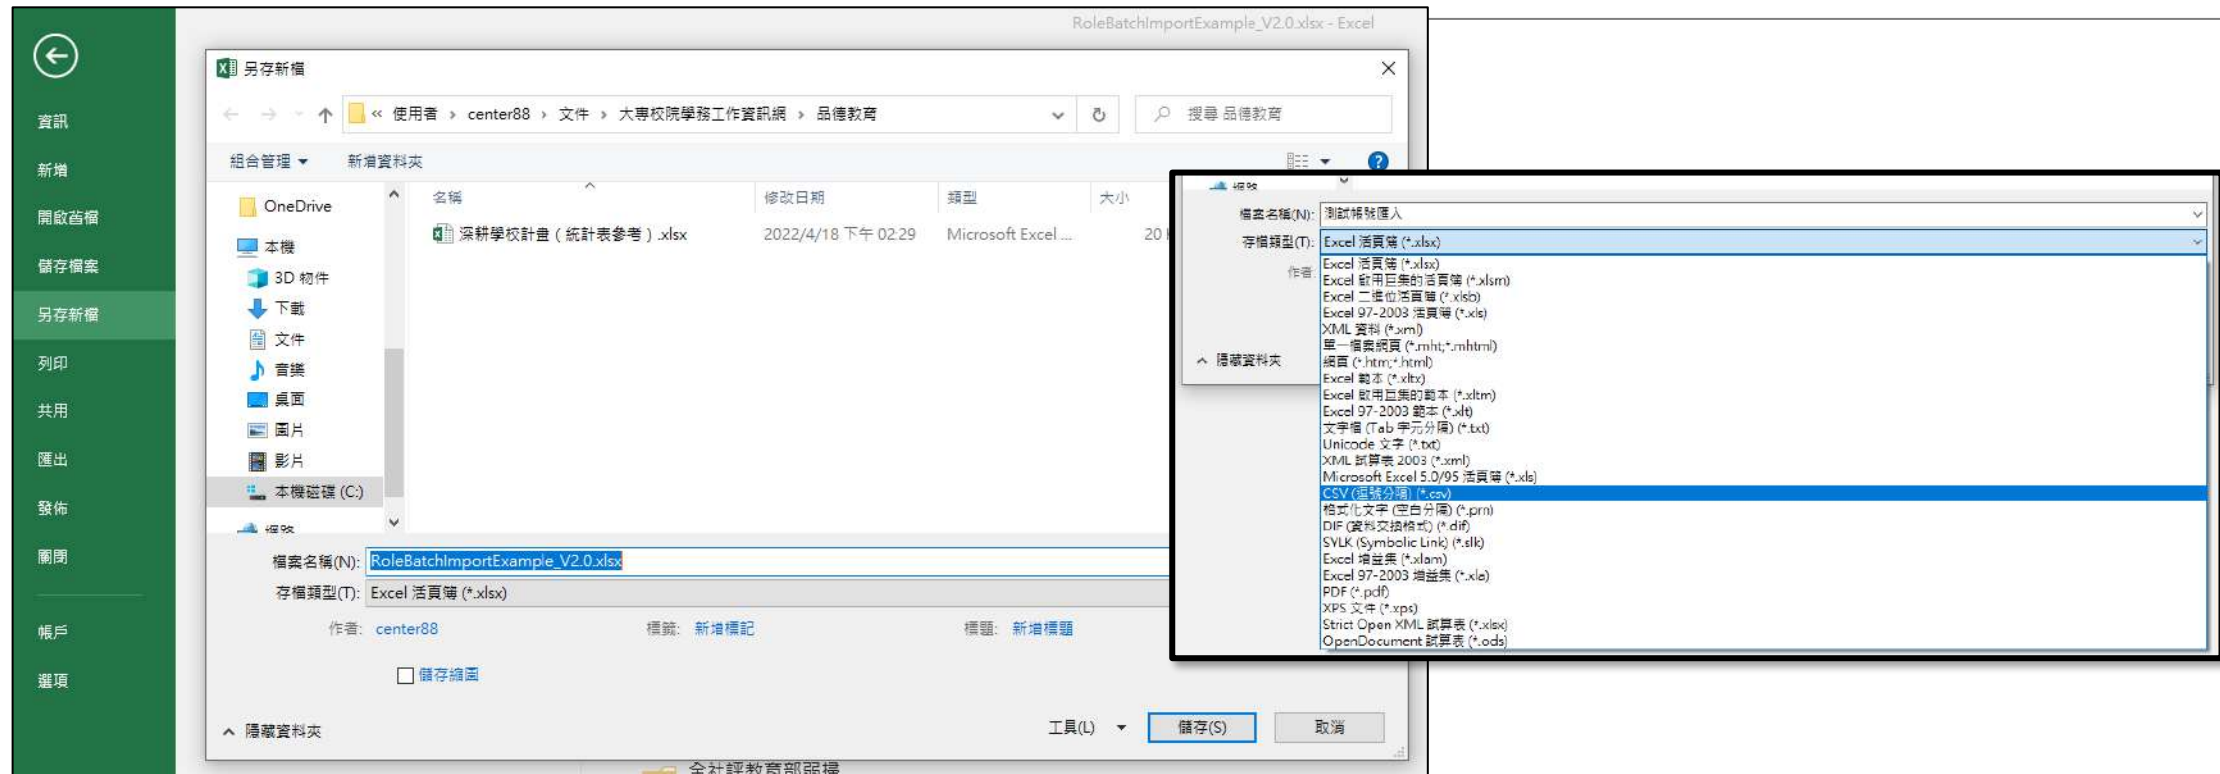 RoleBatchImportExample_V2.0.xlsx - Excel
資訊
新增
開啟舊檔
儲存檔案
另存新檔
列印
共用
匯出
發佈
關閉
帳戶
選項
另存新檔
« 使用者 › center88 › 文件 › 大專校院學務工作資訊網 › 品德教育
搜尋 品德教育
組合管理
新增資料夾
名稱 修改日期 類型 大小
深耕學校計畫（統計表參考）.xlsx 2022/4/18 下午 02:29 Microsoft Excel ... 20
OneDrive
本機
3D 物件
下載
文件
音樂
桌面
圖片
影片
本機磁碟 (C:)
網路
檔案名稱(N): RoleBatchImportExample_V2.0.xlsx
存檔類型(T): Excel 活頁簿 (*.xlsx)
作者: center88 標籤: 新增標記 標題: 新增標題
儲存縮圖
隱藏資料夾
工具(L)
儲存(S)
取消
全社評教育部弱掃
網路
檔案名稱(N): 測試帳號匯入
存檔類型(T): Excel 活頁簿 (*.xlsx)
作者:
Excel 活頁簿 (*.xlsx)
Excel 啟用巨集的活頁簿 (*.xlsm)
Excel 二進位活頁簿 (*.xlsb)
Excel 97-2003 活頁簿 (*.xls)
XML 資料 (*.xml)
單一檔案網頁 (*.mht;*.mhtml)
網頁 (*.htm;*.html)
Excel 範本 (*.xltx)
Excel 啟用巨集的範本 (*.xltm)
Excel 97-2003 範本 (*.xlt)
文字檔 (Tab 字元分隔) (*.txt)
Unicode 文字 (*.txt)
XML 試算表 2003 (*.xml)
Microsoft Excel 5.0/95 活頁簿 (*.xls)
CSV (逗號分隔) (*.csv)
格式化文字 (空白分隔) (*.prn)
DIF (資料交換格式) (*.dif)
SYLK (Symbolic Link) (*.slk)
Excel 增益集 (*.xlam)
Excel 97-2003 增益集 (*.xla)
PDF (*.pdf)
XPS 文件 (*.xps)
Strict Open XML 試算表 (*.xlsx)
OpenDocument 試算表 (*.ods)
隱藏資料夾